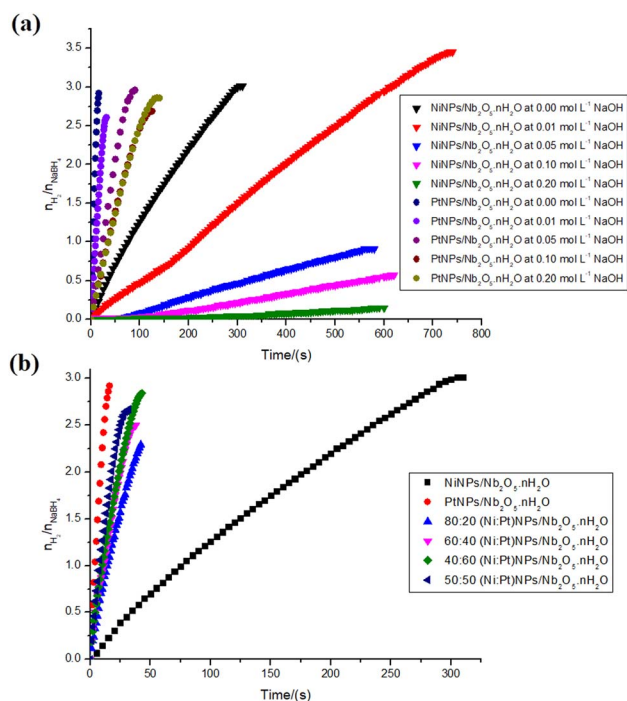 (a)
3.5
3.0
2.5
2.0
1.5
1.0
0.5
0.0
n_H₂/n_NaBH₄
0 100 200 300 400 500 600 700 800
Time/(s)
NiNPs/Nb₂O₅.nH₂O at 0.00 mol L⁻¹ NaOH
NiNPs/Nb₂O₅.nH₂O at 0.01 mol L⁻¹ NaOH
NiNPs/Nb₂O₅.nH₂O at 0.05 mol L⁻¹ NaOH
NiNPs/Nb₂O₅.nH₂O at 0.10 mol L⁻¹ NaOH
NiNPs/Nb₂O₅.nH₂O at 0.20 mol L⁻¹ NaOH
PtNPs/Nb₂O₅.nH₂O at 0.00 mol L⁻¹ NaOH
PtNPs/Nb₂O₅.nH₂O at 0.01 mol L⁻¹ NaOH
PtNPs/Nb₂O₅.nH₂O at 0.05 mol L⁻¹ NaOH
PtNPs/Nb₂O₅.nH₂O at 0.10 mol L⁻¹ NaOH
PtNPs/Nb₂O₅.nH₂O at 0.20 mol L⁻¹ NaOH
(b)
3.0
2.5
2.0
1.5
1.0
0.5
0.0
n_H₂/n_NaBH₄
0 50 100 150 200 250 300
Time/(s)
NiNPs/Nb₂O₅.nH₂O
PtNPs/Nb₂O₅.nH₂O
80:20 (Ni:Pt)NPs/Nb₂O₅.nH₂O
60:40 (Ni:Pt)NPs/Nb₂O₅.nH₂O
40:60 (Ni:Pt)NPs/Nb₂O₅.nH₂O
50:50 (Ni:Pt)NPs/Nb₂O₅.nH₂O